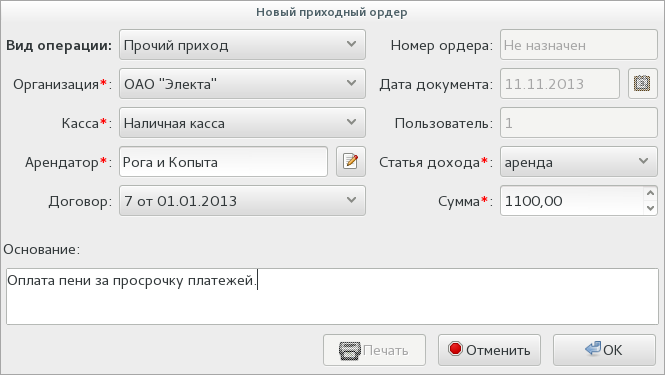 Новый приходный ордер
Вид операции: Прочий приход Номер ордера: Не назначен
Организация*: ОАО "Электа" Дата документа: 11.11.2013
Касса*: Наличная касса Пользователь: 1
Арендатор*: Рога и Копыта Статья дохода*: аренда
Договор: 7 от 01.01.2013 Сумма*: 1100,00
Основание:
Оплата пени за просрочку платежей.
Печать Отменить OK